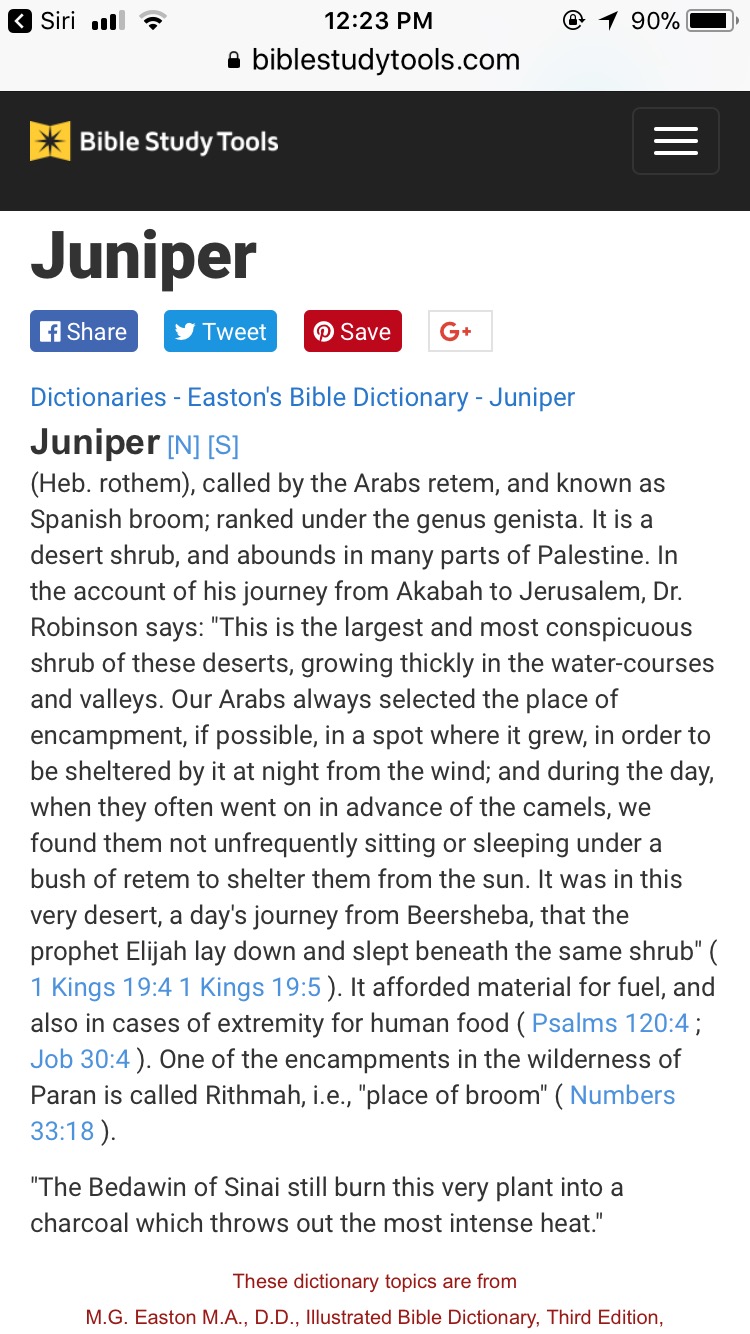 Siri 12:23 PM 90%
biblestudytools.com
Bible Study Tools
Juniper
Share Tweet Save G+
Dictionaries - Easton's Bible Dictionary - Juniper
Juniper [N] [S]
(Heb. rothem), called by the Arabs retem, and known as
Spanish broom; ranked under the genus genista. It is a
desert shrub, and abounds in many parts of Palestine. In
the account of his journey from Akabah to Jerusalem, Dr.
Robinson says: "This is the largest and most conspicuous
shrub of these deserts, growing thickly in the water-courses
and valleys. Our Arabs always selected the place of
encampment, if possible, in a spot where it grew, in order to
be sheltered by it at night from the wind; and during the day,
when they often went on in advance of the camels, we
found them not unfrequently sitting or sleeping under a
bush of retem to shelter them from the sun. It was in this
very desert, a day's journey from Beersheba, that the
prophet Elijah lay down and slept beneath the same shrub" (
1 Kings 19:4 1 Kings 19:5 ). It afforded material for fuel, and
also in cases of extremity for human food ( Psalms 120:4 ;
Job 30:4 ). One of the encampments in the wilderness of
Paran is called Rithmah, i.e., "place of broom" ( Numbers
33:18 ).
"The Bedawin of Sinai still burn this very plant into a
charcoal which throws out the most intense heat."
These dictionary topics are from
M.G. Easton M.A., D.D., Illustrated Bible Dictionary, Third Edition,